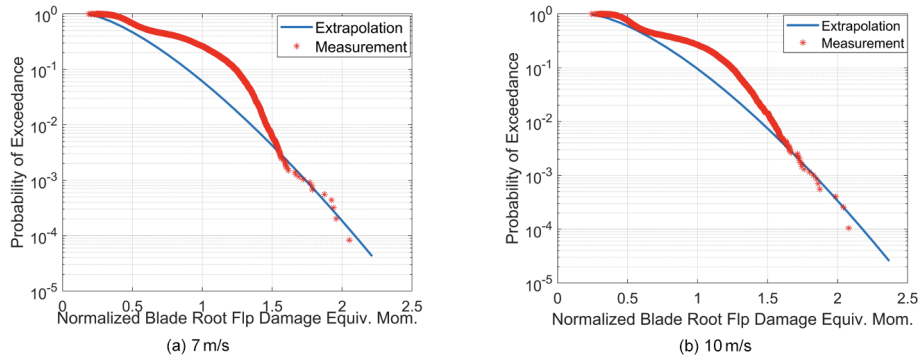 Extrapolation
Measurement
Probability of Exceedance
10^0
10^-1
10^-2
10^-3
10^-4
10^-5
0 0.5 1 1.5 2 2.5
Normalized Blade Root Flp Damage Equiv. Mom.
(a) 7 m/s
Extrapolation
Measurement
Probability of Exceedance
10^0
10^-1
10^-2
10^-3
10^-4
10^-5
0 0.5 1 1.5 2 2.5
Normalized Blade Root Flp Damage Equiv. Mom.
(b) 10 m/s